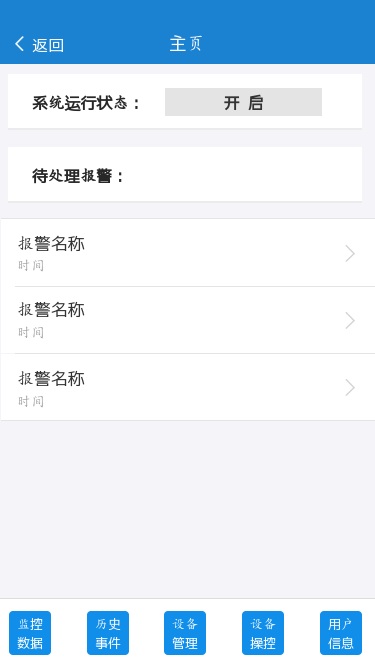 返回 主页
系统运行状态： 开 启
待处理报警：
报警名称
时间
报警名称
时间
报警名称
时间
监控 历史 设备 设备 用户
数据 事件 管理 操控 信息